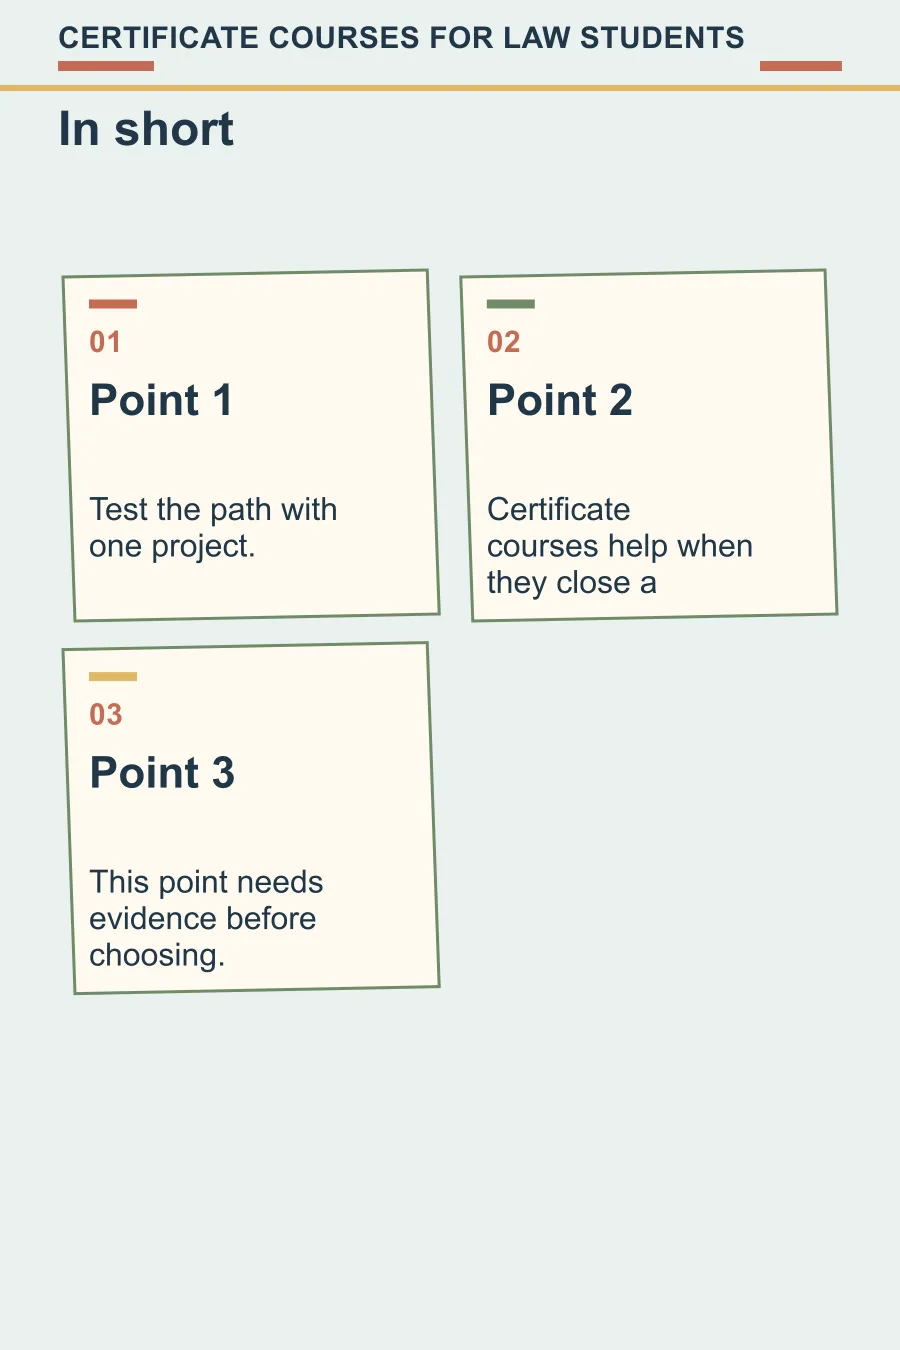 CERTIFICATE COURSES FOR LAW STUDENTS
In short
01
Point 1
Test the path with
one project.
02
Point 2
Certificate
courses help when
they close a
03
Point 3
This point needs
evidence before
choosing.